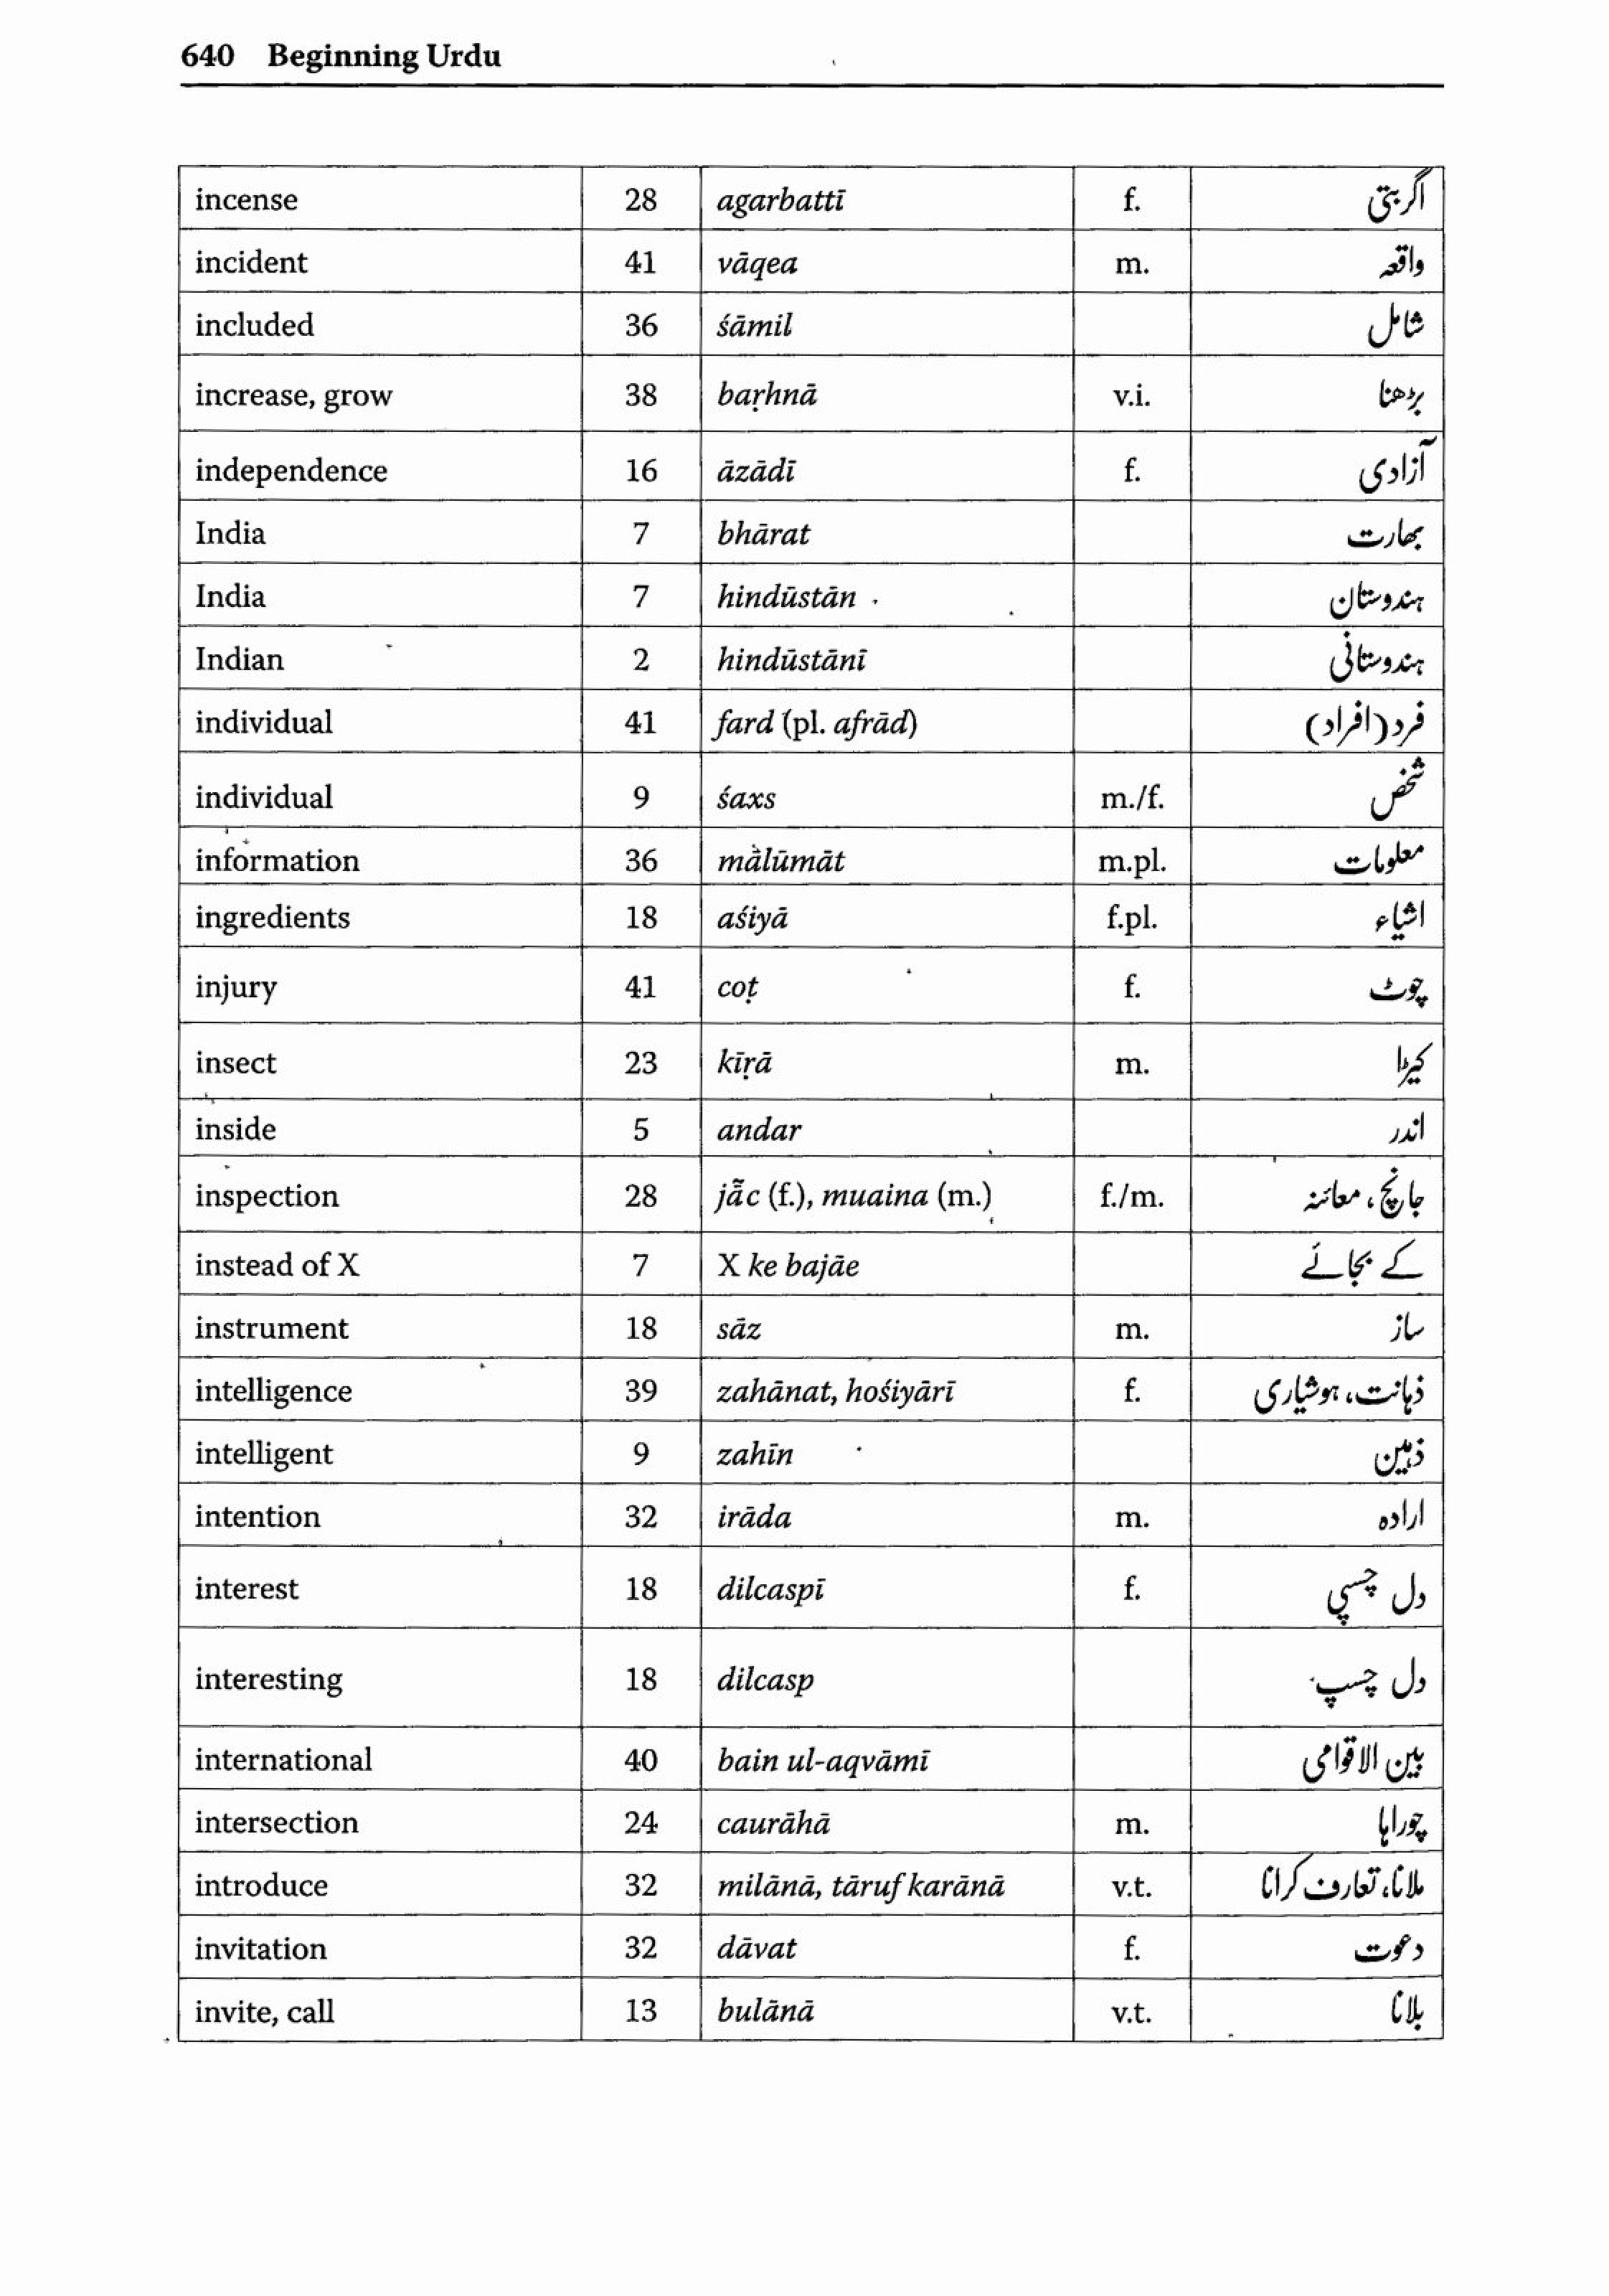 640 Beginning Urdu
incense 28 agarbattī f. اگر بتی
incident 41 vāqea m. واقعہ
included 36 śāmil شامل
increase, grow 38 baṛhnā v.i. بڑھنا
independence 16 āzādī f. آزادی
India 7 bhārat بھارت
India 7 hindūstān ہندوستان
Indian 2 hindūstānī ہندوستانی
individual 41 fard (pl. afrād) فرد (افراد)
individual 9 śaxs m./f. شخص
information 36 mālūmāt m.pl. معلومات
ingredients 18 aśiyā f.pl. اشیاء
injury 41 coṭ f. چوٹ
insect 23 kīṛā m. کیڑا
inside 5 andar اندر
inspection 28 jā̃c (f.), muaina (m.) f./m. جانچ، معائنہ
instead of X 7 X ke bajāe کے بجائے
instrument 18 sāz m. ساز
intelligence 39 zahānat, hośiyārī f. ذہانت، ہوشیاری
intelligent 9 zahīn ذہین
intention 32 irāda m. ارادہ
interest 18 dilcaspī f. دل چسپی
interesting 18 dilcasp دل چسپ
international 40 bain ul-aqvāmī بین الاقوامی
intersection 24 caurāhā m. چوراہا
introduce 32 milānā, tāruf karānā v.t. ملانا، تعارف کرانا
invitation 32 dāvat f. دعوت
invite, call 13 bulānā v.t. بلانا